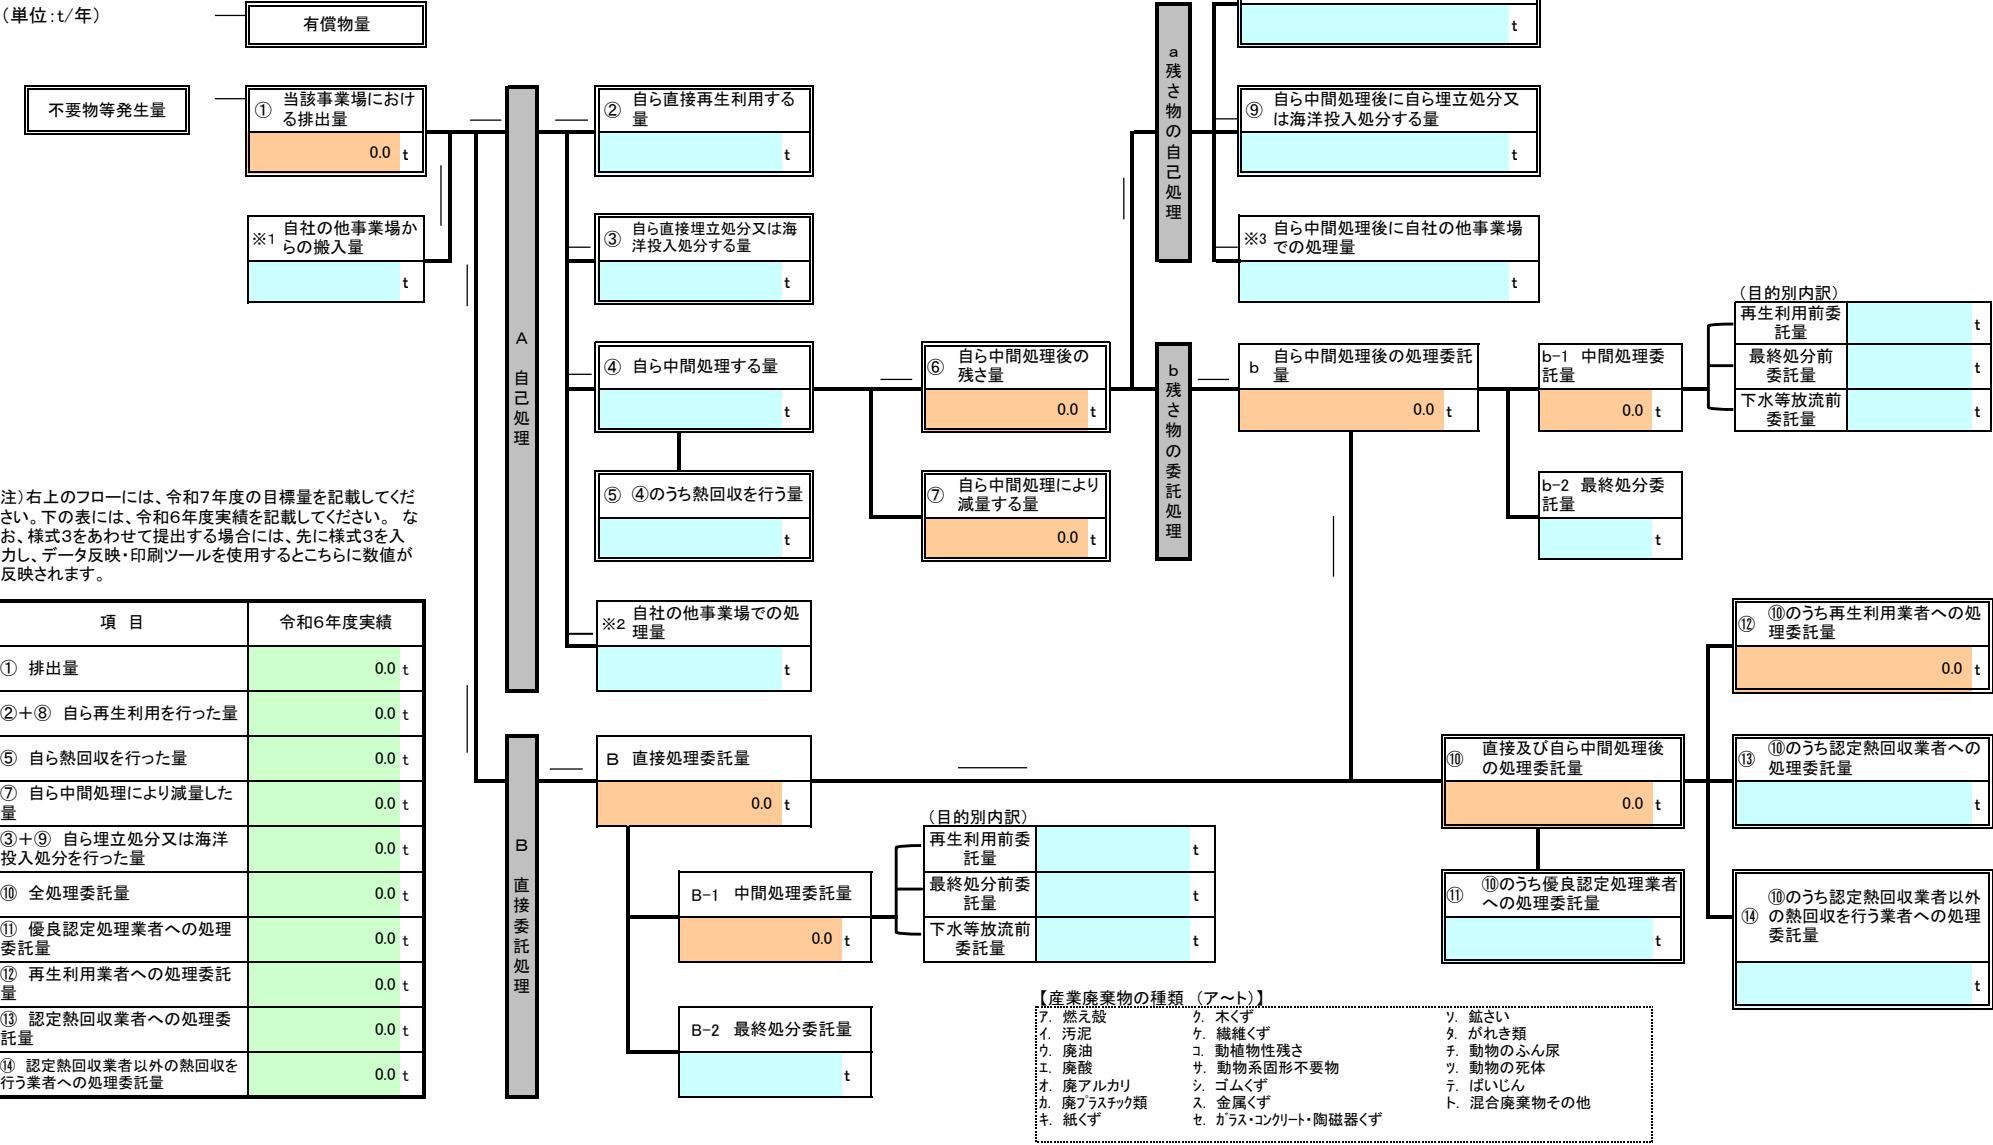 （単位：t/年）
有償物量
t
不要物等発生量
① 当該事業場におけ
る排出量
0.0 t
※1 自社の他事業場か
らの搬入量
t
A 自己処理
② 自ら直接再生利用する
量
t
③ 自ら直接埋立処分又は海
洋投入処分する量
t
④ 自ら中間処理する量
t
⑤ ④のうち熱回収を行う量
t
※2 自社の他事業場での処
理量
t
⑥ 自ら中間処理後の
残さ量
0.0 t
⑦ 自ら中間処理により
減量する量
0.0 t
a 残さ物の自己処理
⑨ 自ら中間処理後に自ら埋立処分又
は海洋投入処分する量
t
※3 自ら中間処理後に自社の他事業場
での処理量
t
b 残さ物の委託処理
b 自ら中間処理後の処理委託
量
0.0 t
b-1 中間処理委
託量
0.0 t
b-2 最終処分委
託量
t
（目的別内訳）
再生利用前委
託量
t
最終処分前
委託量
t
下水等放流前
委託量
t
注）右上のフローには、令和７年度の目標量を記載してくだ
さい。下の表には、令和６年度実績を記載してください。 な
お、様式３をあわせて提出する場合には、先に様式３を入
力し、データ反映・印刷ツールを使用するとこちらに数値が
反映されます。
項 目 令和６年度実績
① 排出量 0.0 t
②＋⑧ 自ら再生利用を行った量 0.0 t
⑤ 自ら熱回収を行った量 0.0 t
⑦ 自ら中間処理により減量した
量 0.0 t
③＋⑨ 自ら埋立処分又は海洋
投入処分を行った量 0.0 t
⑩ 全処理委託量 0.0 t
⑪ 優良認定処理業者への処理
委託量 0.0 t
⑫ 再生利用業者への処理委託
量 0.0 t
⑬ 認定熱回収業者への処理委
託量 0.0 t
⑭ 認定熱回収業者以外の熱回収を
行う業者への処理委託量 0.0 t
B 直接委託処理
B 直接処理委託量
0.0 t
B-1 中間処理委託量
0.0 t
B-2 最終処分委託量
t
（目的別内訳）
再生利用前委
託量
t
最終処分前委
託量
t
下水等放流前
委託量
t
⑩ 直接及び自ら中間処理後
の処理委託量
0.0 t
⑪ ⑩のうち優良認定処理業者
への処理委託量
t
⑫ ⑩のうち再生利用業者への処
理委託量
0.0 t
⑬ ⑩のうち認定熱回収業者への
処理委託量
t
⑭ ⑩のうち認定熱回収業者以外
の熱回収を行う業者への処理
委託量
t
【産業廃棄物の種類 （ア～ト）】
ア. 燃え殻 ク. 木くず ソ. 鉱さい
イ. 汚泥 ケ. 繊維くず タ. がれき類
ウ. 廃油 コ. 動植物性残さ チ. 動物のふん尿
エ. 廃酸 サ. 動物系固形不要物 ツ. 動物の死体
オ. 廃アルカリ シ. ゴムくず テ. ばいじん
カ. 廃プラスチック類 ス. 金属くず ト. 混合廃棄物その他
キ. 紙くず セ. ガラス・コンクリート・陶磁器くず